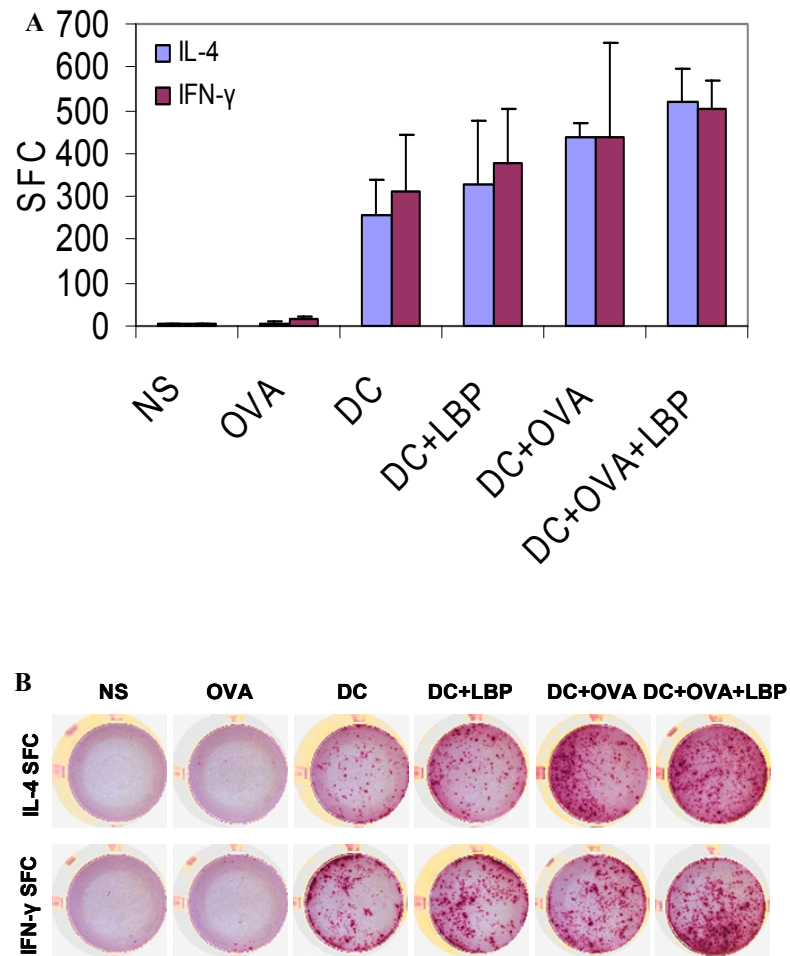 A
700
600
500
400
300
200
100
0
SFC
IL-4
IFN-γ
NS
OVA
DC
DC+LBP
DC+OVA
DC+OVA+LBP
B
NS OVA DC DC+LBP DC+OVA DC+OVA+LBP
IL-4 SFC
IFN-γ SFC